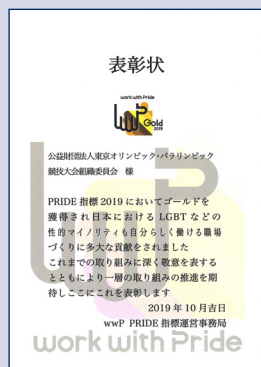 表彰状
work with Pride
wwP Gold
2019
公益財団法人東京オリンピック・パラリンピック
競技大会組織委員会 様
PRIDE 指標 2019 においてゴールドを
獲得され日本における LGBT などの
性的マイノリティも自分らしく働ける職場
づくりに多大な貢献をされました
これまでの取り組みに深く敬意を表する
とともにより一層の取り組みの推進を期
待しここにこれを表彰します
2019 年 10 月吉日
wwP PRIDE 指標運営事務局
work with Pride